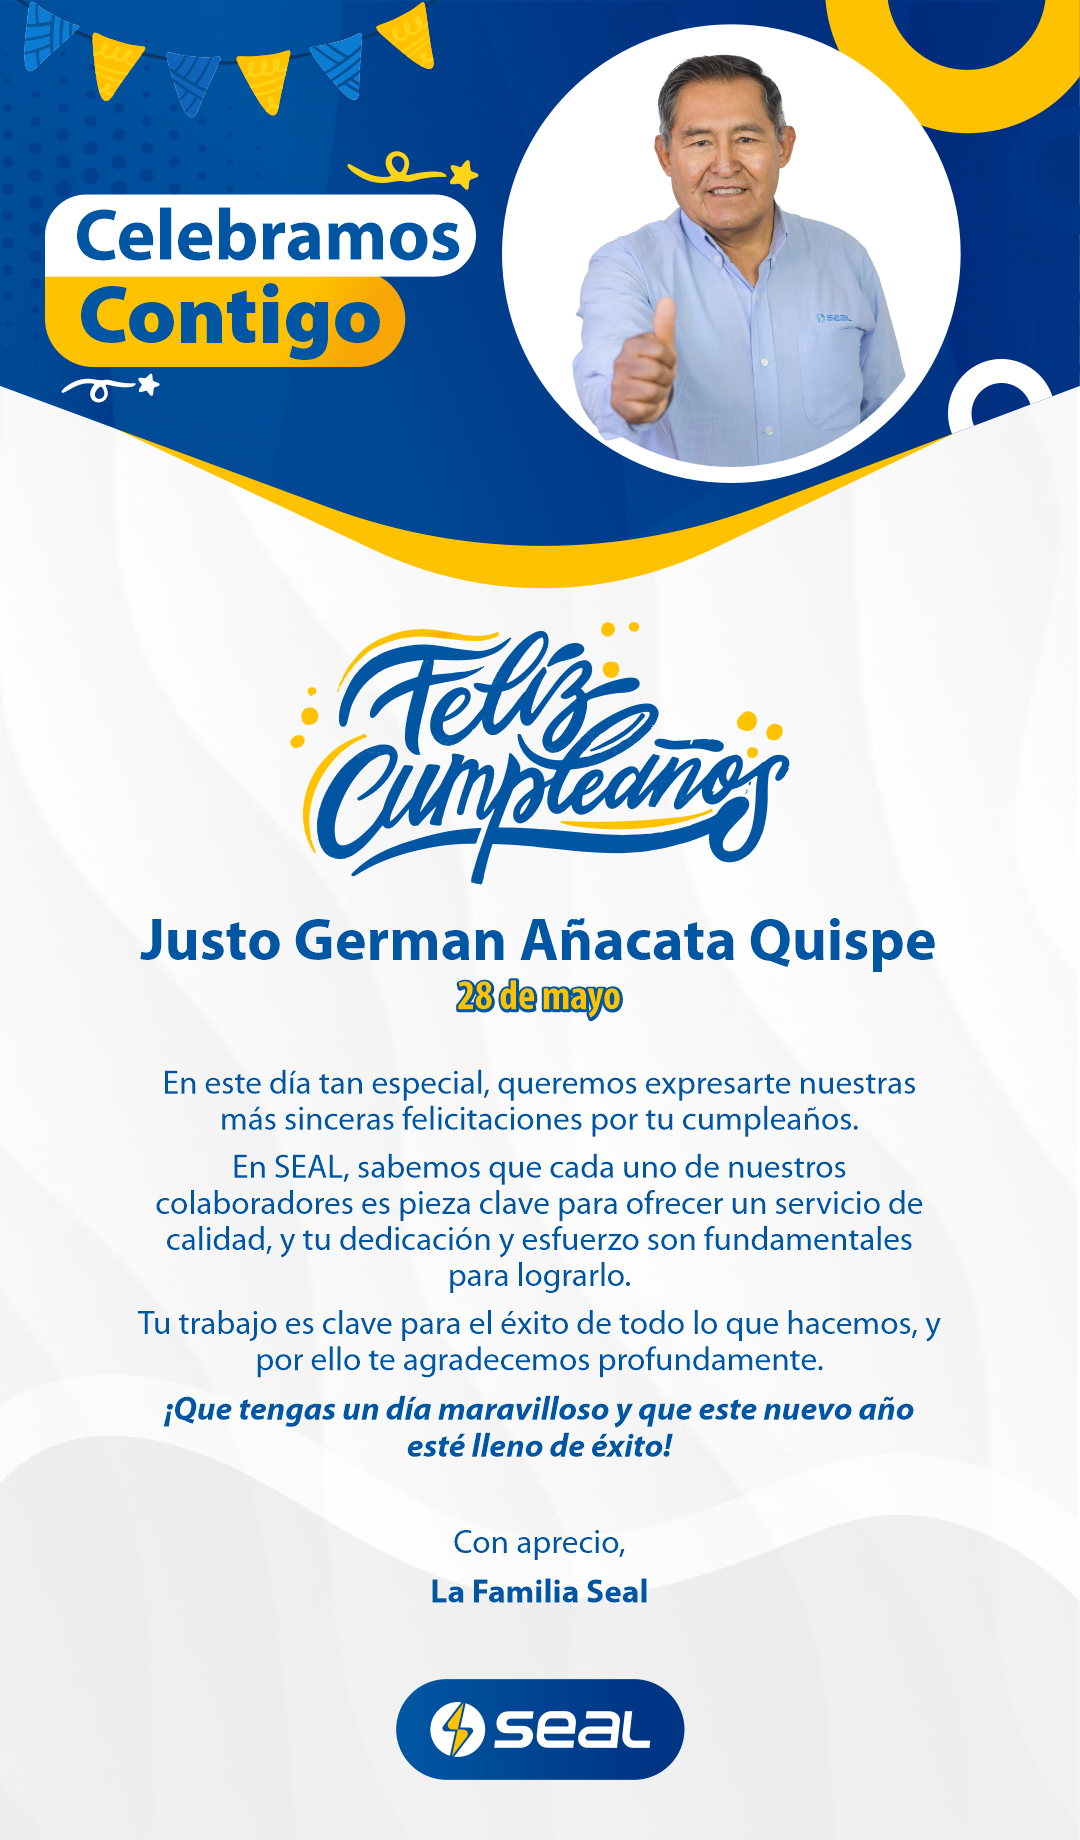 Celebramos
Contigo
seal
Feliz
Cumpleaños
Justo German Añacata Quispe
28 de mayo
En este día tan especial, queremos expresarte nuestras
más sinceras felicitaciones por tu cumpleaños.
En SEAL, sabemos que cada uno de nuestros
colaboradores es pieza clave para ofrecer un servicio de
calidad, y tu dedicación y esfuerzo son fundamentales
para lograrlo.
Tu trabajo es clave para el éxito de todo lo que hacemos, y
por ello te agradecemos profundamente.
¡Que tengas un día maravilloso y que este nuevo año
esté lleno de éxito!
Con aprecio,
La Familia Seal
seal